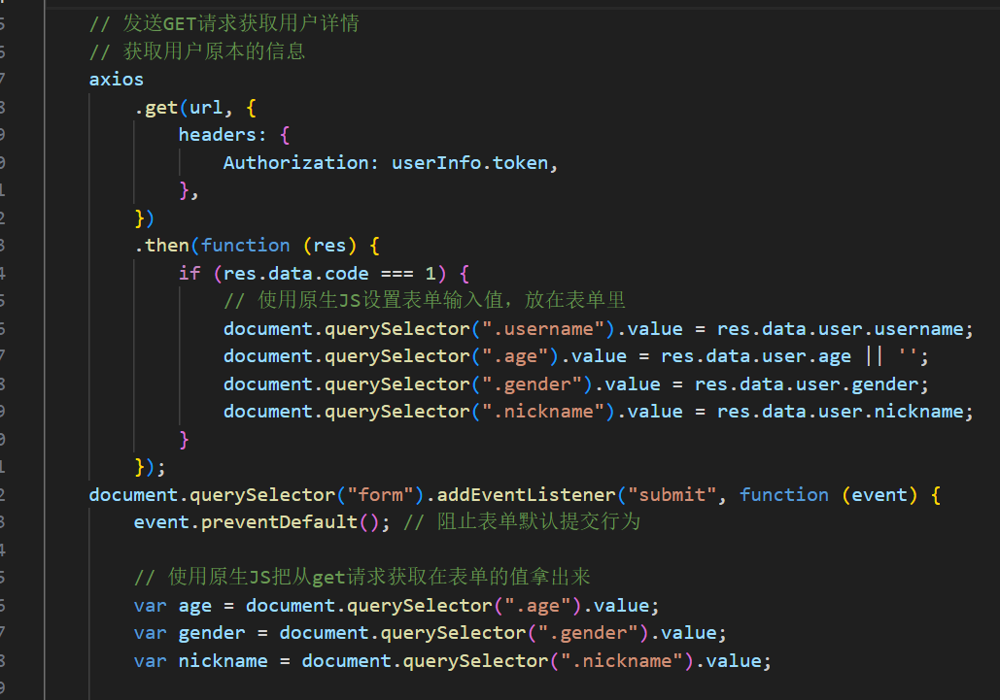 // 发送GET请求获取用户详情
// 获取用户原本的信息
axios
.get(url, {
headers: {
Authorization: userInfo.token,
},
})
.then(function (res) {
if (res.data.code === 1) {
// 使用原生JS设置表单输入值，放在表单里
document.querySelector(".username").value = res.data.user.username;
document.querySelector(".age").value = res.data.user.age || '';
document.querySelector(".gender").value = res.data.user.gender;
document.querySelector(".nickname").value = res.data.user.nickname;
}
});
document.querySelector("form").addEventListener("submit", function (event) {
event.preventDefault(); // 阻止表单默认提交行为
// 使用原生JS把从get请求获取在表单的值拿出来
var age = document.querySelector(".age").value;
var gender = document.querySelector(".gender").value;
var nickname = document.querySelector(".nickname").value;